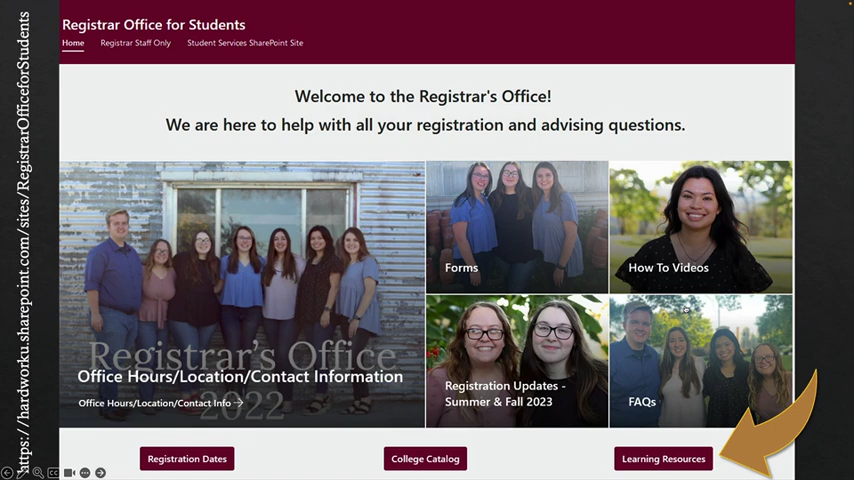 https://hardworku.sharepoint.com/sites/RegistrarOfficeforStudents
Registrar Office for Students
Home Registrar Staff Only Student Services SharePoint Site
Welcome to the Registrar's Office!
We are here to help with all your registration and advising questions.
Registrar's Office
2022
Office Hours/Location/Contact Information
Office Hours/Location/Contact Info →
Forms
How To Videos
Registration Updates -
Summer & Fall 2023
FAQs
Registration Dates College Catalog Learning Resources
CC